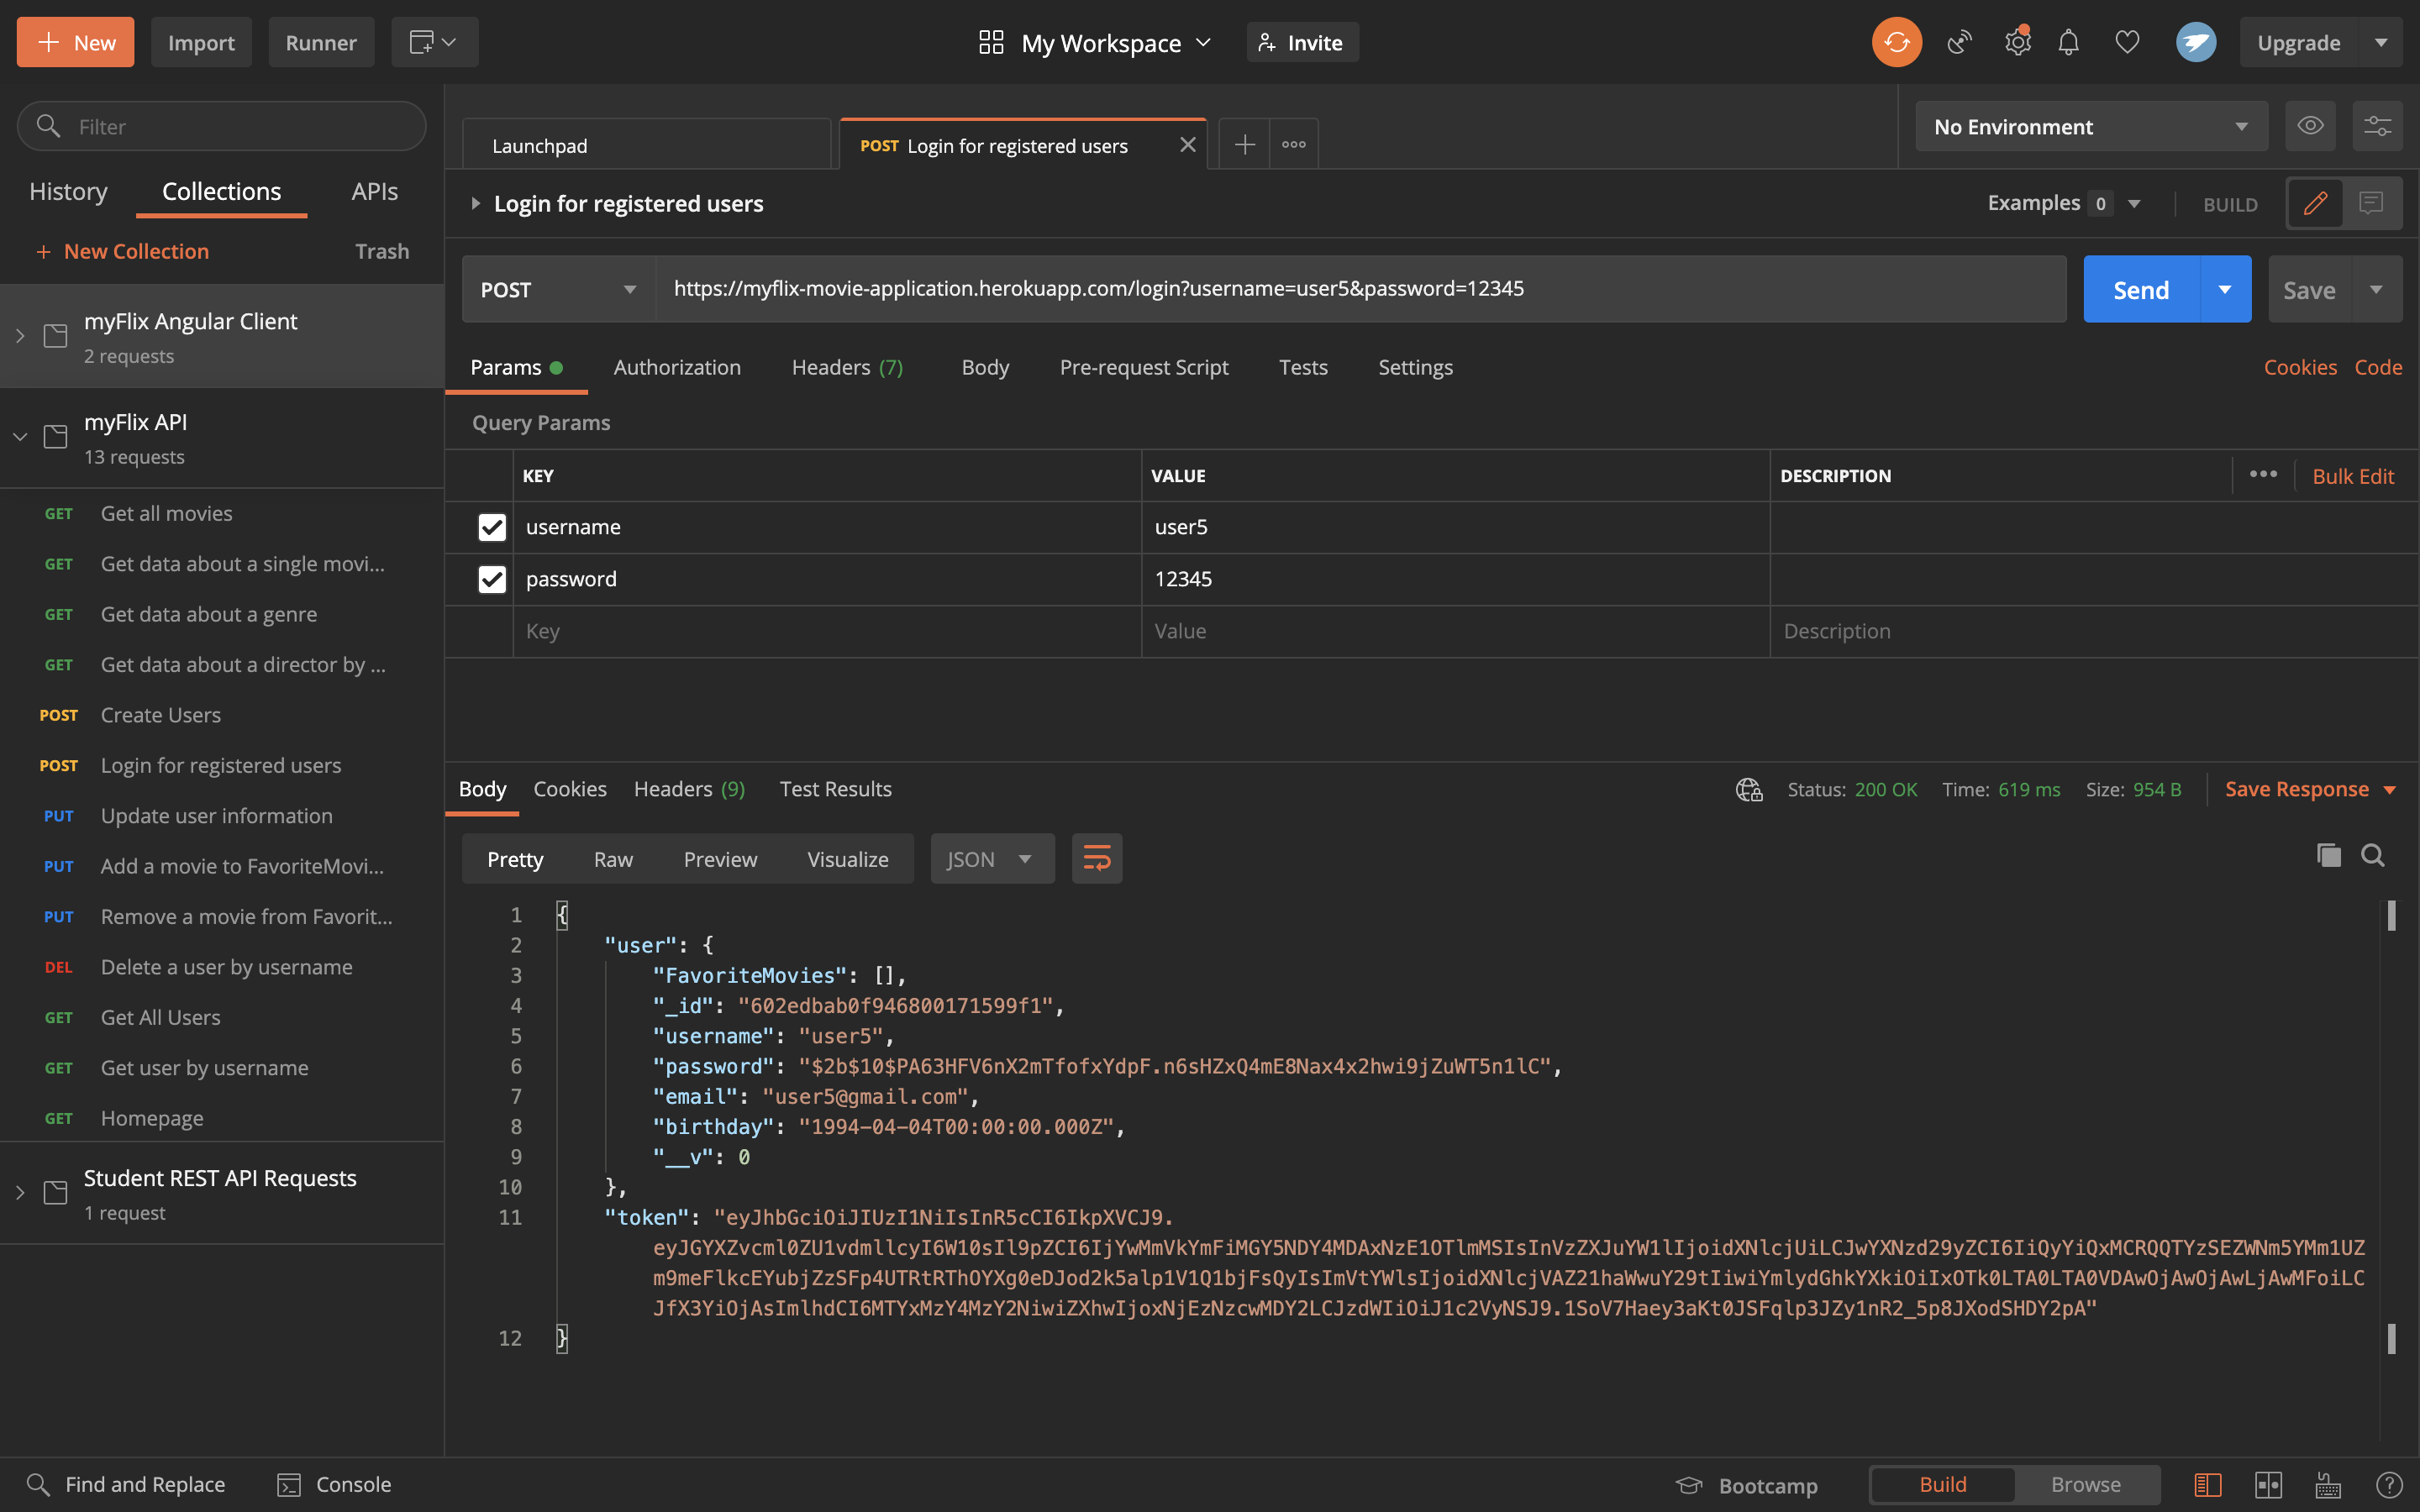 New
Import
Runner
My Workspace
Invite
Upgrade
Filter
History
Collections
APIs
New Collection
Trash
myFlix Angular Client
2 requests
myFlix API
13 requests
GET Get all movies
GET Get data about a single movi...
GET Get data about a genre
GET Get data about a director by ...
POST Create Users
POST Login for registered users
PUT Update user information
PUT Add a movie to FavoriteMovi...
PUT Remove a movie from Favorit...
DEL Delete a user by username
GET Get All Users
GET Get user by username
GET Homepage
Student REST API Requests
1 request
Launchpad
POST Login for registered users
No Environment
Login for registered users
Examples 0
BUILD
POST
https://myflix-movie-application.herokuapp.com/login?username=user5&password=12345
Send
Save
Params
Authorization
Headers (7)
Body
Pre-request Script
Tests
Settings
Cookies
Code
Query Params
KEY VALUE DESCRIPTION
Bulk Edit
username user5
password 12345
Key Value Description
Body
Cookies
Headers (9)
Test Results
Status: 200 OK
Time: 619 ms
Size: 954 B
Save Response
Pretty
Raw
Preview
Visualize
JSON
1 {
2 "user": {
3 "FavoriteMovies": [],
4 "_id": "602edbab0f946800171599f1",
5 "username": "user5",
6 "password": "$2b$10$PA63HFV6nX2mTfofxYdpF.n6sHZxQ4mE8Nax4x2hwi9jZuWT5n1lC",
7 "email": "user5@gmail.com",
8 "birthday": "1994-04-04T00:00:00.000Z",
9 "__v": 0
10 },
11 "token": "eyJhbGciOiJIUzI1NiIsInR5cCI6IkpXVCJ9.
eyJGYXZvcml0ZU1vdmllcyI6W10sIl9pZCI6IjYwMmVkYmFiMGY5NDY4MDAxNzE1OTlmMSIsInVzZXJuYW1lIjoidXNlcjUiLCJwYXNzd29yZCI6IiQyYiQxMCRQQTYzSEZWNm5YMm1UZ
m9meFlkcEYubjZzSFp4UTRtRThOYXg0eDJod2k5alp1V1Q1bjFsQyIsImVtYWlsIjoidXNlcjVAZ21haWwuY29tIiwiYmlydGhkYXkiOiIxOTk0LTA0LTA0VDAwOjAwOjAwLjAwMFoiLC
JfX3YiOjAsImlhdCI6MTYxMzY4MzY2NiwiZXhwIjoxNjEzNzcwMDY2LCJzdWIiOiJ1c2VyNSJ9.1SoV7Haey3aKt0JSFqlp3JZy1nR2_5p8JXodSHDY2pA"
12 }
Find and Replace
Console
Bootcamp
Build
Browse